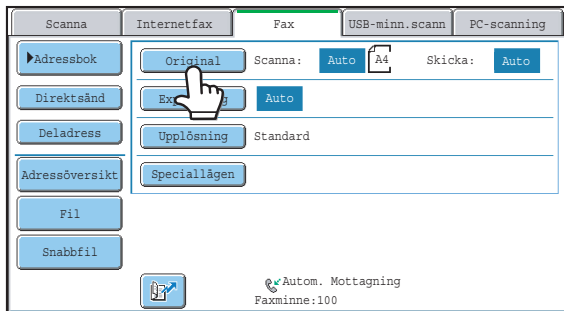 Scanna Internetfax Fax USB-minn.scann PC-scanning
Adressbok Original Scanna: Auto A4 Skicka: Auto
Direktsänd Auto
Deladress Upplösning Standard
Adressöversikt Speciallägen
Fil
Snabbfil
Autom. Mottagning
Faxminne:100